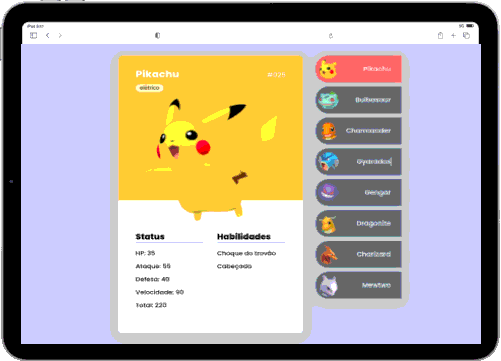 Pikachu
#025
elétrico
Status
HP: 35
Ataque: 55
Defesa: 40
Velocidade: 90
Total: 220
Habilidades
Choque do trovão
Cabeçada
Pikachu
Bulbasaur
Charmander
Gyarados
Gengar
Dragonite
Charizard
Mewtwo